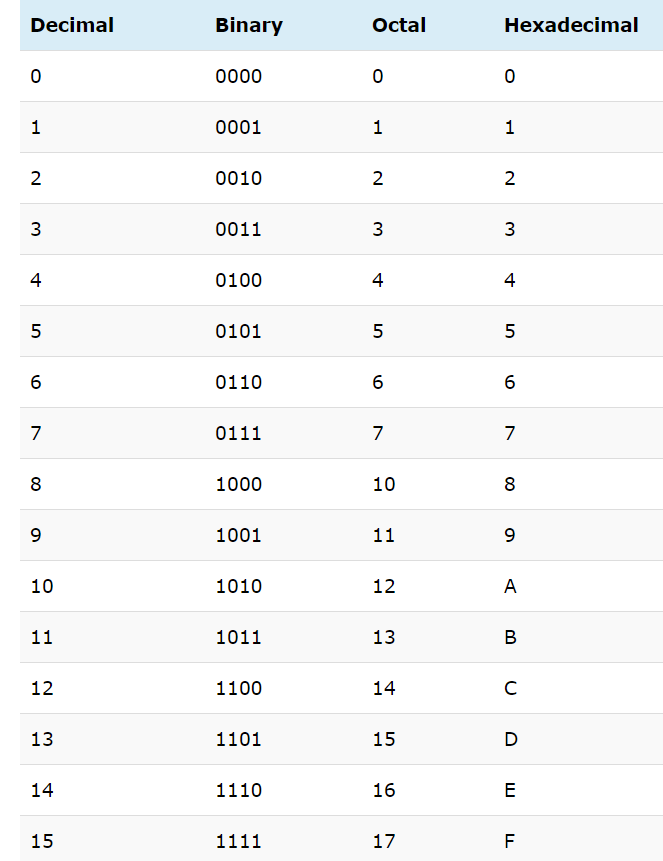 Decimal Binary Octal Hexadecimal
0 0000 0 0
1 0001 1 1
2 0010 2 2
3 0011 3 3
4 0100 4 4
5 0101 5 5
6 0110 6 6
7 0111 7 7
8 1000 10 8
9 1001 11 9
10 1010 12 A
11 1011 13 B
12 1100 14 C
13 1101 15 D
14 1110 16 E
15 1111 17 F